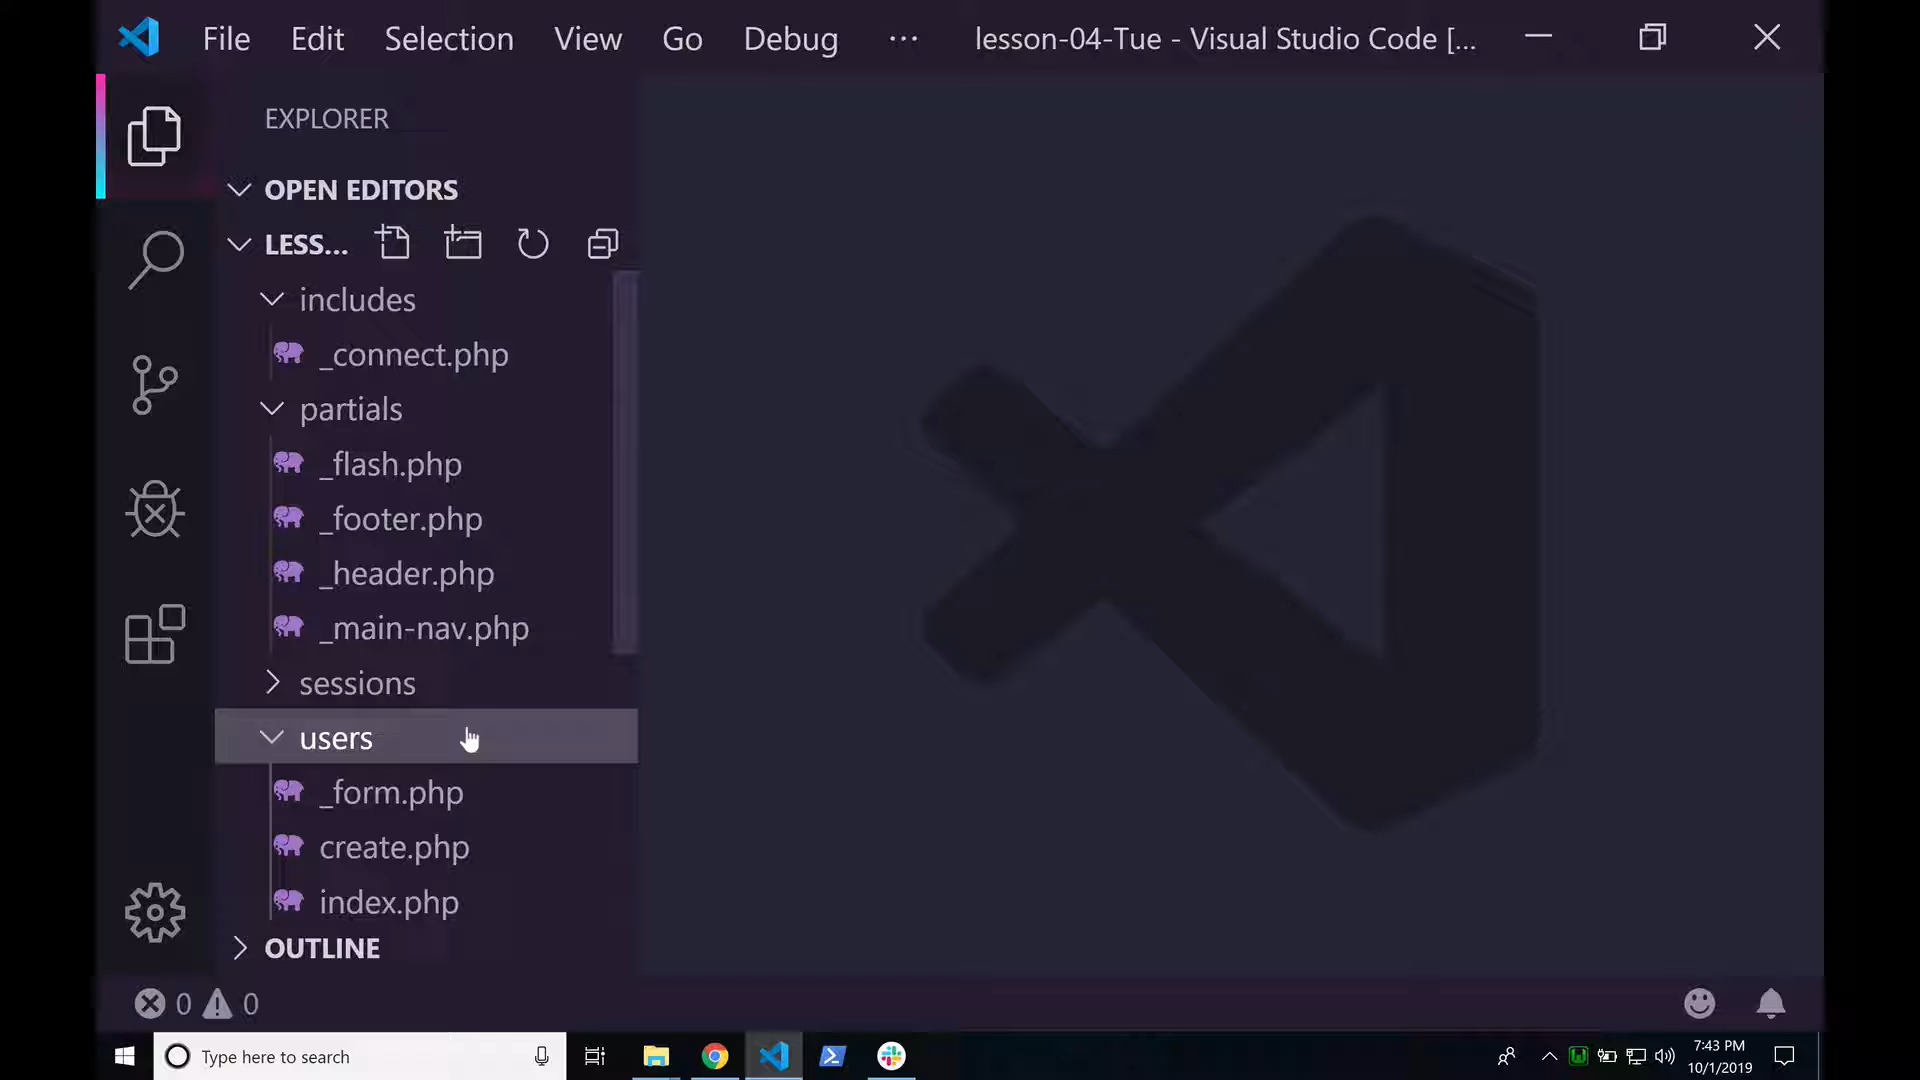 File Edit Selection View Go Debug ... lesson-04-Tue - Visual Studio Code [...
EXPLORER
OPEN EDITORS
LESS...
includes
_connect.php
partials
_flash.php
_footer.php
_header.php
_main-nav.php
sessions
users
_form.php
create.php
index.php
OUTLINE
0 0
Type here to search
7:43 PM
10/1/2019